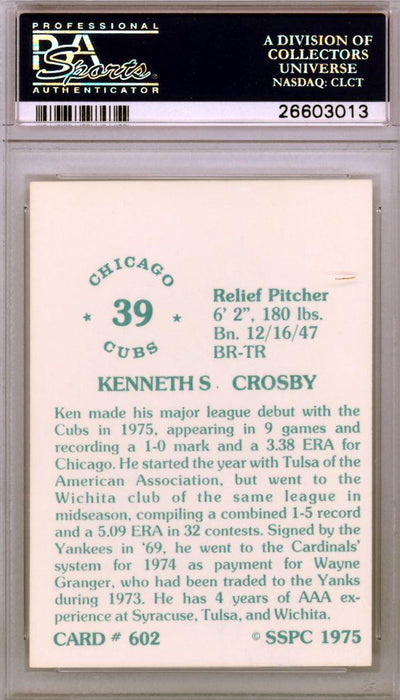 PROFESSIONAL
PSA
Sports
AUTHENTICATOR
A DIVISION OF
COLLECTORS
UNIVERSE
NASDAQ: CLCT
26603013
CHICAGO
39
CUBS
Relief Pitcher
6' 2", 180 lbs.
Bn. 12/16/47
BR-TR
KENNETH S. CROSBY
Ken made his major league debut with the
Cubs in 1975, appearing in 9 games and
recording a 1-0 mark and a 3.38 ERA for
Chicago. He started the year with Tulsa of the
American Association, but went to the
Wichita club of the same league in
midseason, compiling a combined 1-5 record
and a 5.09 ERA in 32 contests. Signed by the
Yankees in '69, he went to the Cardinals'
system for 1974 as payment for Wayne
Granger, who had been traded to the Yanks
during 1973. He has 4 years of AAA ex-
perience at Syracuse, Tulsa, and Wichita.
CARD # 602 © SSPC 1975